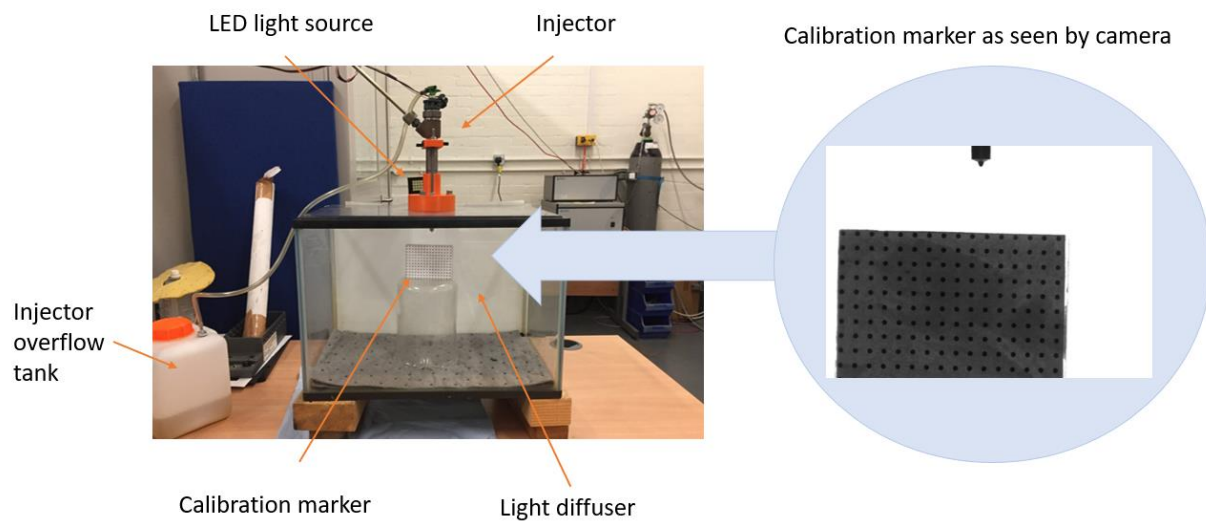 LED light source
Injector
Calibration marker as seen by camera
Injector
overflow
tank
Calibration marker
Light diffuser